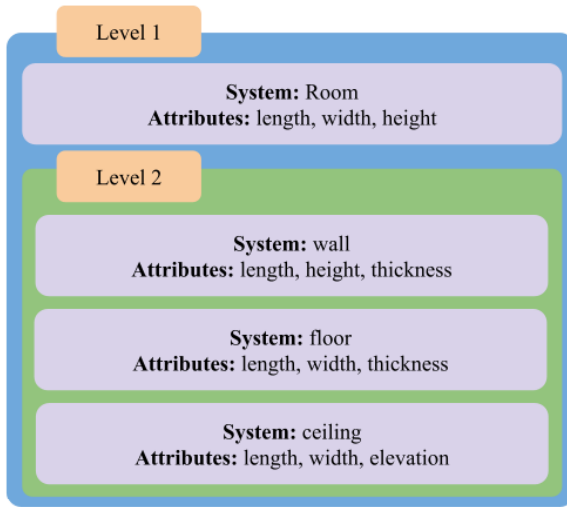 Level 1
System: Room
Attributes: length, width, height
Level 2
System: wall
Attributes: length, height, thickness
System: floor
Attributes: length, width, thickness
System: ceiling
Attributes: length, width, elevation